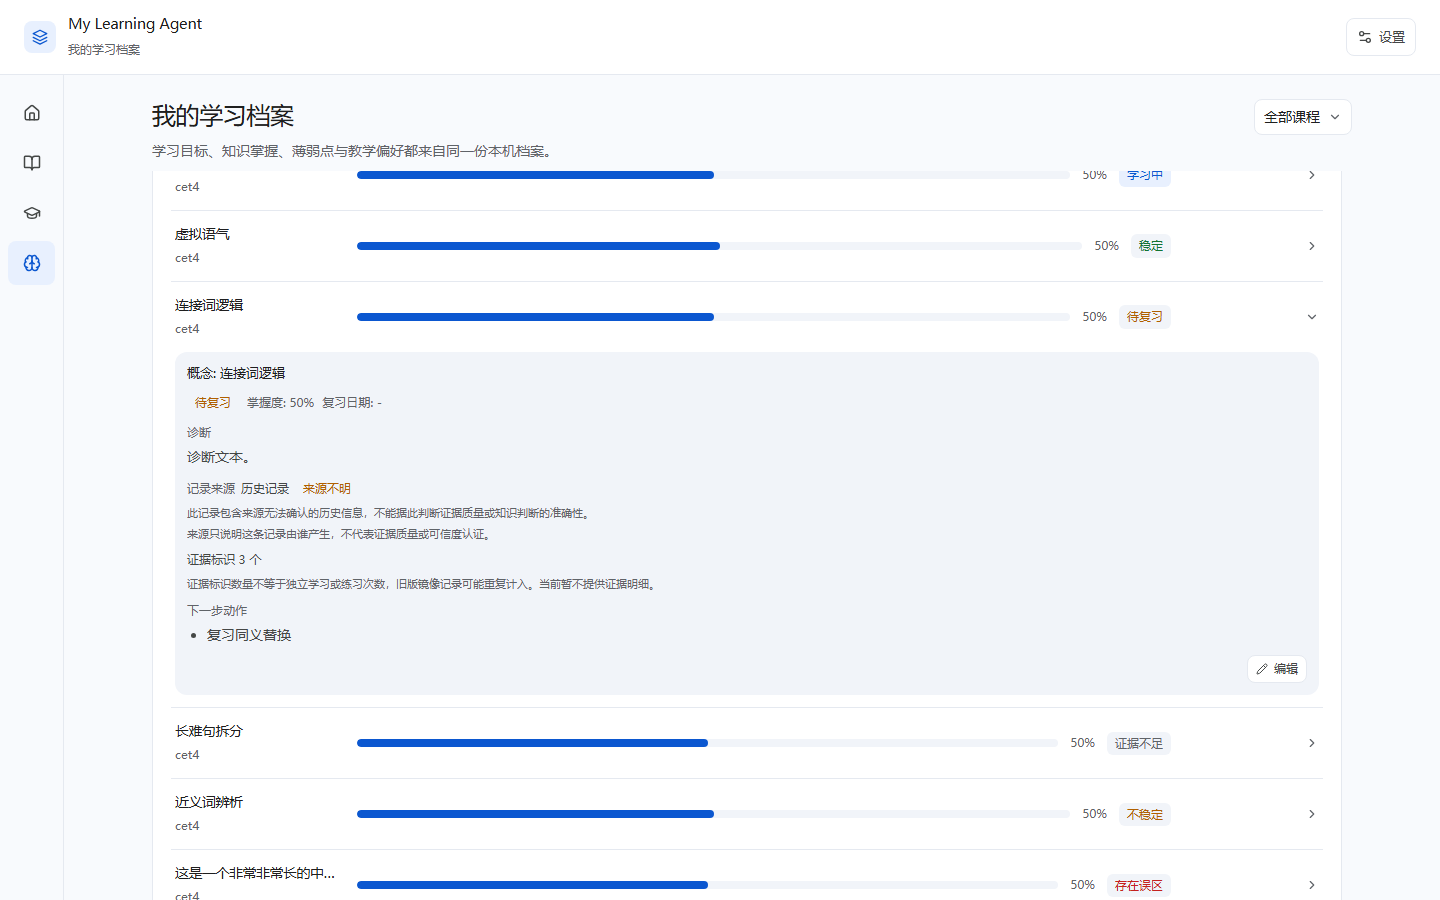 My Learning Agent
我的学习档案
设置
我的学习档案
全部课程
学习目标、知识掌握、薄弱点与教学偏好都来自同一份本机档案。
50% 学习中
cet4
虚拟语气
50% 稳定
cet4
连接词逻辑
50% 待复习
cet4
概念: 连接词逻辑
待复习 掌握度: 50% 复习日期: -
诊断
诊断文本。
记录来源 历史记录 来源不明
此记录包含来源无法确认的历史信息，不能据此判断证据质量或知识判断的准确性。
来源只说明这条记录由谁产生，不代表证据质量或可信度认证。
证据标识 3 个
证据标识数量不等于独立学习或练习次数，旧版镜像记录可能重复计入。当前暂不提供证据明细。
下一步动作
复习同义替换
编辑
长难句拆分
50% 证据不足
cet4
近义词辨析
50% 不稳定
cet4
这是一个非常非常长的中...
50% 存在误区
cet4